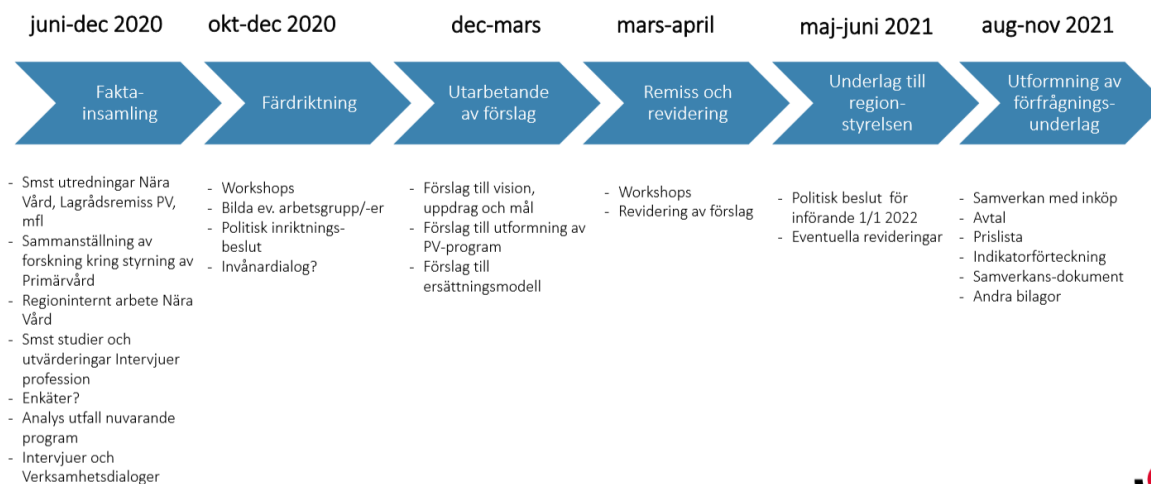 juni-dec 2020
okt-dec 2020
dec-mars
mars-april
maj-juni 2021
aug-nov 2021
Fakta-
insamling
Färdriktning
Utarbetande
av förslag
Remiss och
revidering
Underlag till
region-
styrelsen
Utformning av
förfrågnings-
underlag
- Smst utredningar Nära
Vård, Lagrådsremiss PV,
mfl
- Sammanställning av
forskning kring styrning av
Primärvård
- Regioninternt arbete Nära
Vård
- Smst studier och
utvärderingar Intervjuer
profession
- Enkäter?
- Analys utfall nuvarande
program
- Intervjuer och
Verksamhetsdialoger
- Workshops
- Bilda ev. arbetsgrupp/-er
- Politisk inriktnings-
beslut
- Invånardialog?
- Förslag till vision,
uppdrag och mål
- Förslag till utformning av
PV-program
- Förslag till
ersättningsmodell
- Workshops
- Revidering av förslag
- Politisk beslut för
införande 1/1 2022
- Eventuella revideringar
- Samverkan med inköp
- Avtal
- Prislista
- Indikatorförteckning
- Samverkans-dokument
- Andra bilagor